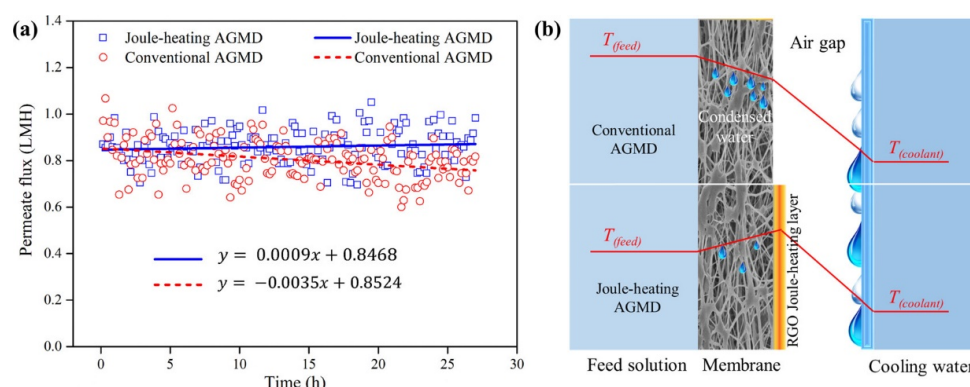 (a)
1.4
1.2
1.0
0.8
0.6
0.4
0.2
0.0
Permeate flux (LMH)
Joule-heating AGMD
Joule-heating AGMD
Conventional AGMD
Conventional AGMD
y = 0.0009x + 0.8468
y = −0.0035x + 0.8524
0 5 10 15 20 25 30
Time (h)
(b)
T(feed)
Air gap
Condensed
water
Conventional
AGMD
T(coolant)
T(feed)
RGO Joule-heating layer
Joule-heating
AGMD
T(coolant)
Feed solution
Membrane
Cooling water